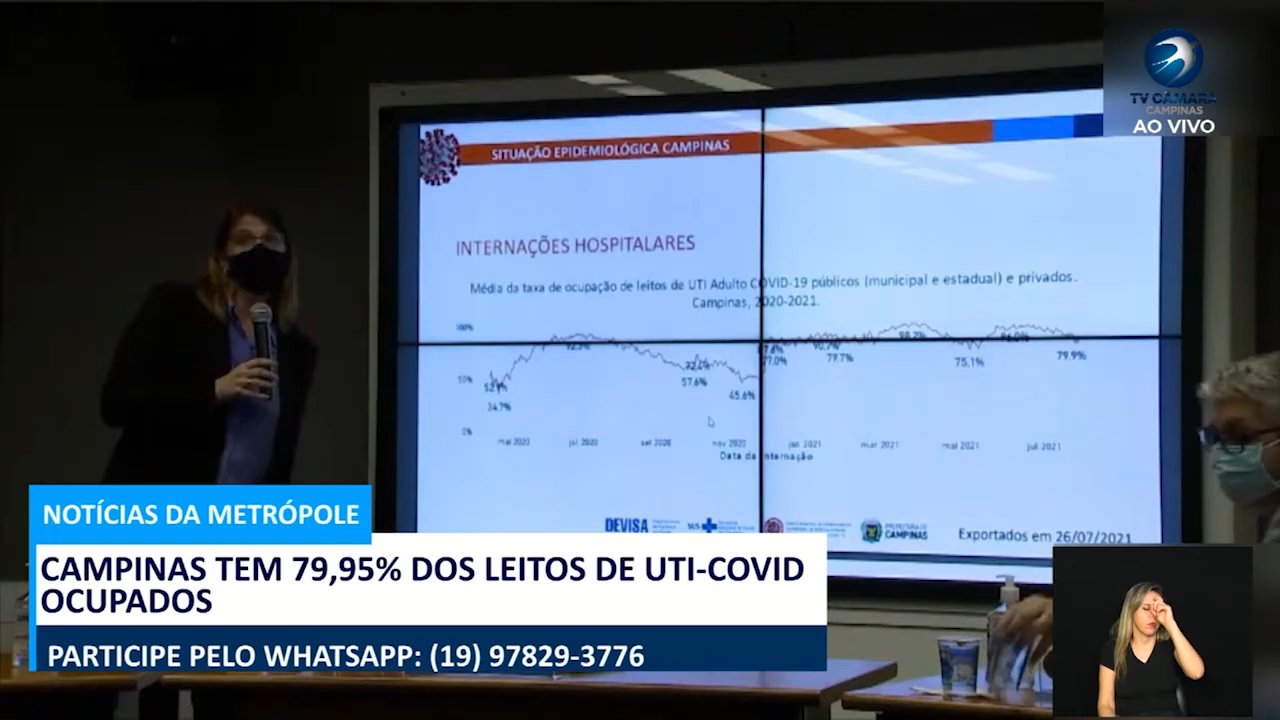 TV CÂMARA
CAMPINAS
AO VIVO
SITUAÇÃO EPIDEMIOLÓGICA CAMPINAS
INTERNAÇÕES HOSPITALARES
Média da taxa de ocupação de leitos de UTI Adulto COVID-19 públicos (municipal e estadual) e privados.
Campinas, 2020-2021.
100%
50%
0%
34.7%
57.6%
45.6%
77.0%
79.7%
98.2%
75.1%
79.9%
mai 2020
jul 2020
set 2020
nov 2020
jan 2021
mar 2021
mai 2021
jul 2021
Data da internação
DEVISA
PREFEITURA DE
CAMPINAS
Exportados em 26/07/2021
NOTÍCIAS DA METRÓPOLE
CAMPINAS TEM 79,95% DOS LEITOS DE UTI-COVID
OCUPADOS
PARTICIPE PELO WHATSAPP: (19) 97829-3776